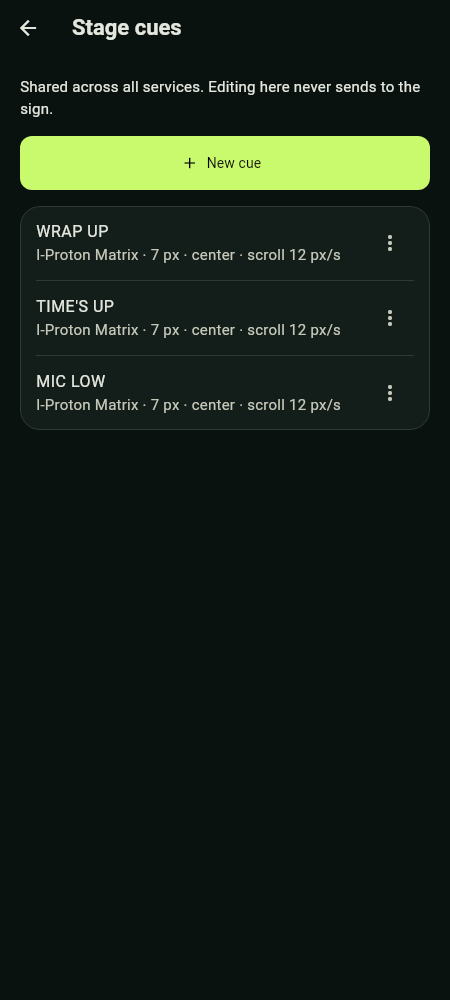 Stage cues
Shared across all services. Editing here never sends to the
sign.
+ New cue
WRAP UP
I-Proton Matrix · 7 px · center · scroll 12 px/s
TIME'S UP
I-Proton Matrix · 7 px · center · scroll 12 px/s
MIC LOW
I-Proton Matrix · 7 px · center · scroll 12 px/s